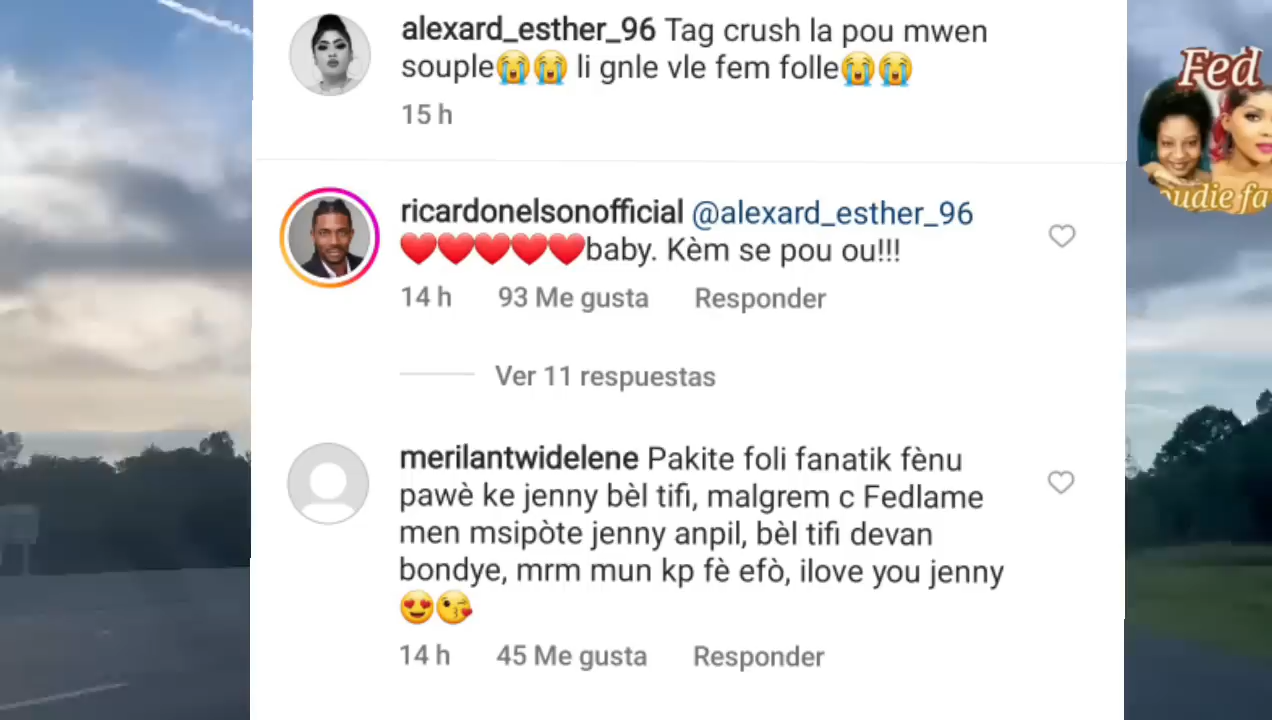 alexard_esther_96 Tag crush la pou mwen
souple😭😭 li gnle vle fem folle😭😭
15 h
ricardonelsonofficial @alexard_esther_96
❤️❤️❤️❤️❤️baby. Kèm se pou ou!!!
14 h 93 Me gusta Responder
Ver 11 respuestas
merilantwidelene Pakite foli fanatik fènu
pawè ke jenny bèl tifi, malgrem c Fedlame
men msipòte jenny anpil, bèl tifi devan
bondye, mrm mun kp fè efò, ilove you jenny
😍😘
14 h 45 Me gusta Responder
Fed